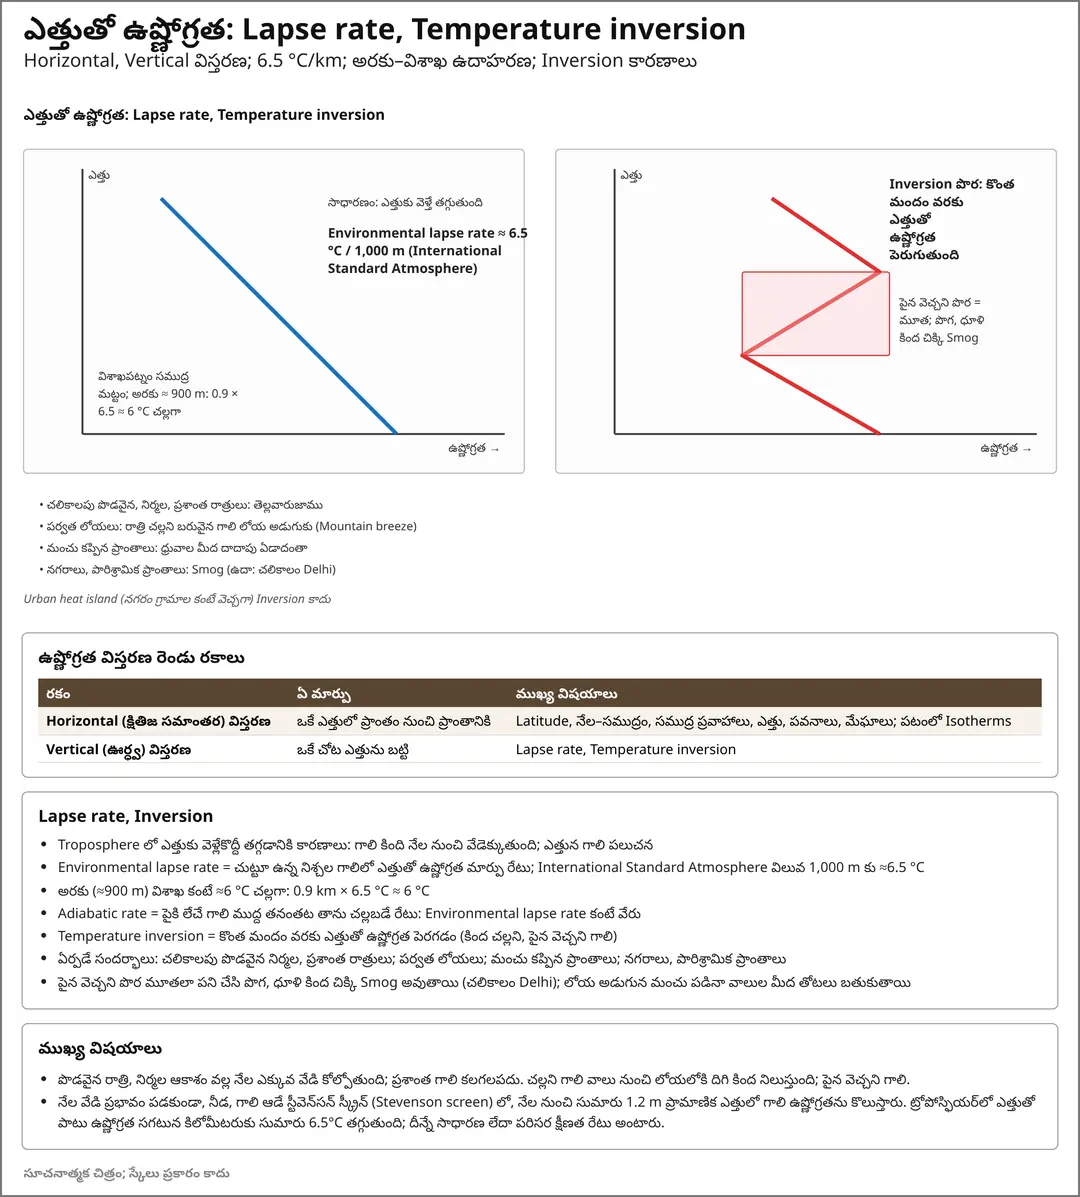 ఎత్తుతో ఉష్ణోగ్రత: Lapse rate, Temperature inversion
Horizontal, Vertical విస్తరణ; 6.5 °C/km; అరకు–విశాఖ ఉదాహరణ; Inversion కారణాలు
ఎత్తుతో ఉష్ణోగ్రత: Lapse rate, Temperature inversion
ఎత్తు
సాధారణం: ఎత్తుకు వెళ్తే తగ్గుతుంది
Environmental lapse rate ≈ 6.5
°C / 1,000 m (International
Standard Atmosphere)
విశాఖపట్నం సముద్ర
మట్టం; అరకు ≈ 900 m: 0.9 ×
6.5 ≈ 6 °C చల్లగా
ఉష్ణోగ్రత →
ఎత్తు
Inversion పొర: కొంత
మందం వరకు
ఎత్తుతో
ఉష్ణోగ్రత
పెరుగుతుంది
పైన వెచ్చని పొర =
మూత; పొగ, ధూళి
కింద చిక్కి Smog
ఉష్ణోగ్రత →
• చలికాలపు పొడవైన, నిర్మల, ప్రశాంత రాత్రులు: తెల్లవారుజాము
• పర్వత లోయలు: రాత్రి చల్లని బరువైన గాలి లోయ అడుగుకు (Mountain breeze)
• మంచు కప్పిన ప్రాంతాలు: ధ్రువాల మీద దాదాపు ఏడాదంతా
• నగరాలు, పారిశ్రామిక ప్రాంతాలు: Smog (ఉదా: చలికాలం Delhi)
Urban heat island (నగరం గ్రామాల కంటే వెచ్చగా) Inversion కాదు
ఉష్ణోగ్రత విస్తరణ రెండు రకాలు
రకం ఏ మార్పు ముఖ్య విషయాలు
Horizontal (క్షితిజ సమాంతర) విస్తరణ ఒకే ఎత్తులో ప్రాంతం నుంచి ప్రాంతానికి Latitude, నేల–సముద్రం, సముద్ర ప్రవాహాలు, ఎత్తు, పవనాలు, మేఘాలు; పటంలో Isotherms
Vertical (ఊర్ధ్వ) విస్తరణ ఒకే చోట ఎత్తును బట్టి Lapse rate, Temperature inversion
Lapse rate, Inversion
• Troposphere లో ఎత్తుకు వెళ్లేకొద్దీ తగ్గడానికి కారణాలు: గాలి కింది నేల నుంచి వేడెక్కుతుంది; ఎత్తున గాలి పలుచన
• Environmental lapse rate = చుట్టూ ఉన్న నిశ్చల గాలిలో ఎత్తుతో ఉష్ణోగ్రత మార్పు రేటు; International Standard Atmosphere విలువ 1,000 m కు ≈6.5 °C
• అరకు (≈900 m) విశాఖ కంటే ≈6 °C చల్లగా: 0.9 km × 6.5 °C ≈ 6 °C
• Adiabatic rate = పైకి లేచే గాలి ముద్ద తనంతట తాను చల్లబడే రేటు: Environmental lapse rate కంటే వేరు
• Temperature inversion = కొంత మందం వరకు ఎత్తుతో ఉష్ణోగ్రత పెరగడం (కింద చల్లని, పైన వెచ్చని గాలి)
• ఏర్పడే సందర్భాలు: చలికాలపు పొడవైన నిర్మల, ప్రశాంత రాత్రులు; పర్వత లోయలు; మంచు కప్పిన ప్రాంతాలు; నగరాలు, పారిశ్రామిక ప్రాంతాలు
• పైన వెచ్చని పొర మూతలా పని చేసి పొగ, ధూళి కింద చిక్కి Smog అవుతాయి (చలికాలం Delhi); లోయ అడుగున మంచు పడినా వాలుల మీద తోటలు బతుకుతాయి
ముఖ్య విషయాలు
• పొడవైన రాత్రి, నిర్మల ఆకాశం వల్ల నేల ఎక్కువ వేడి కోల్పోతుంది; ప్రశాంత గాలి కలగలపదు. చల్లని గాలి వాలు నుంచి లోయలోకి దిగి కింద నిలుస్తుంది; పైన వెచ్చని గాలి.
• నేల వేడి ప్రభావం పడకుండా, నీడ, గాలి ఆడే స్టీవెన్‌సన్ స్క్రీన్ (Stevenson screen) లో, నేల నుంచి సుమారు 1.2 m ప్రామాణిక ఎత్తులో గాలి ఉష్ణోగ్రతను కొలుస్తారు. ట్రోపోస్ఫియర్‌లో ఎత్తుతో
పాటు ఉష్ణోగ్రత సగటున కిలోమీటరుకు సుమారు 6.5°C తగ్గుతుంది; దీన్నే సాధారణ లేదా పరిసర క్షీణత రేటు అంటారు.
సూచనాత్మక చిత్రం; స్కేలు ప్రకారం కాదు